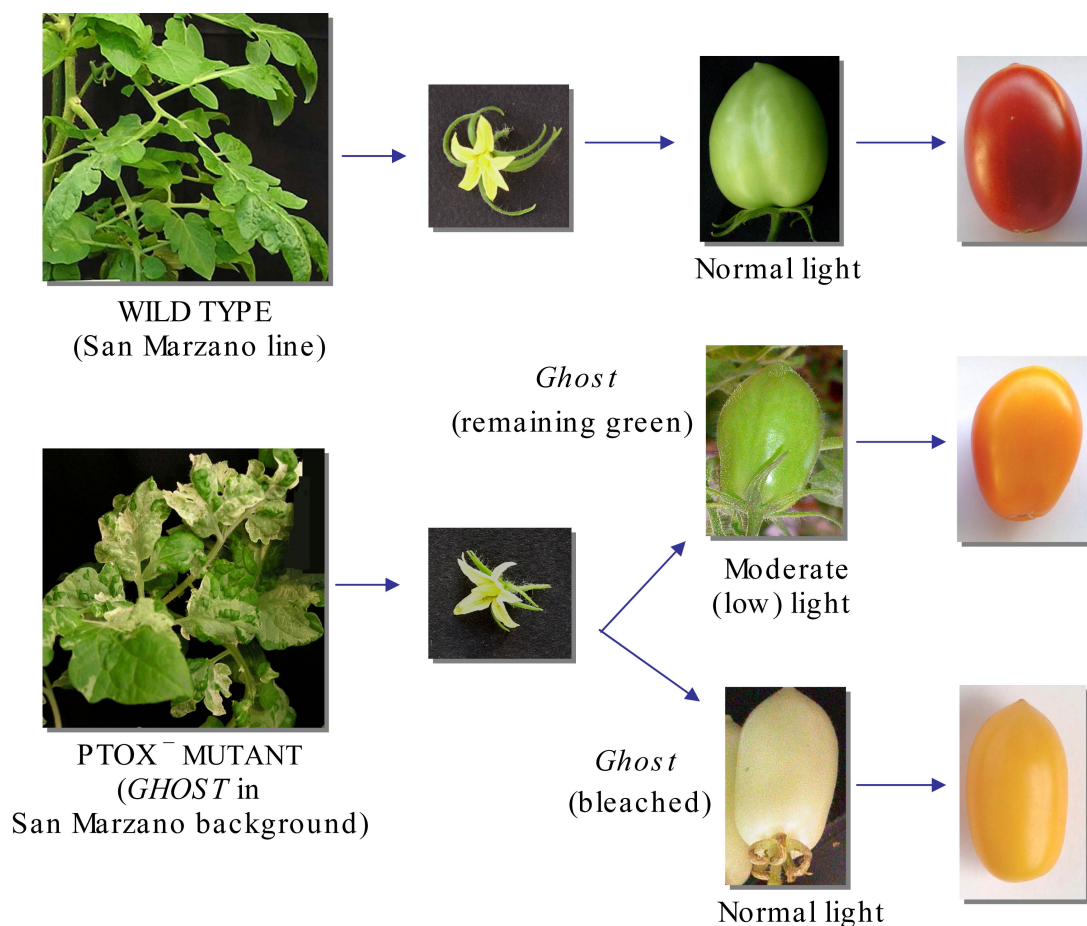 Normal light
WILD TYPE
(San Marzano line)
Ghost
(remaining green)
Moderate
(low) light
PTOX⁻ MUTANT
(GHOST in
San Marzano background)
Ghost
(bleached)
Normal light